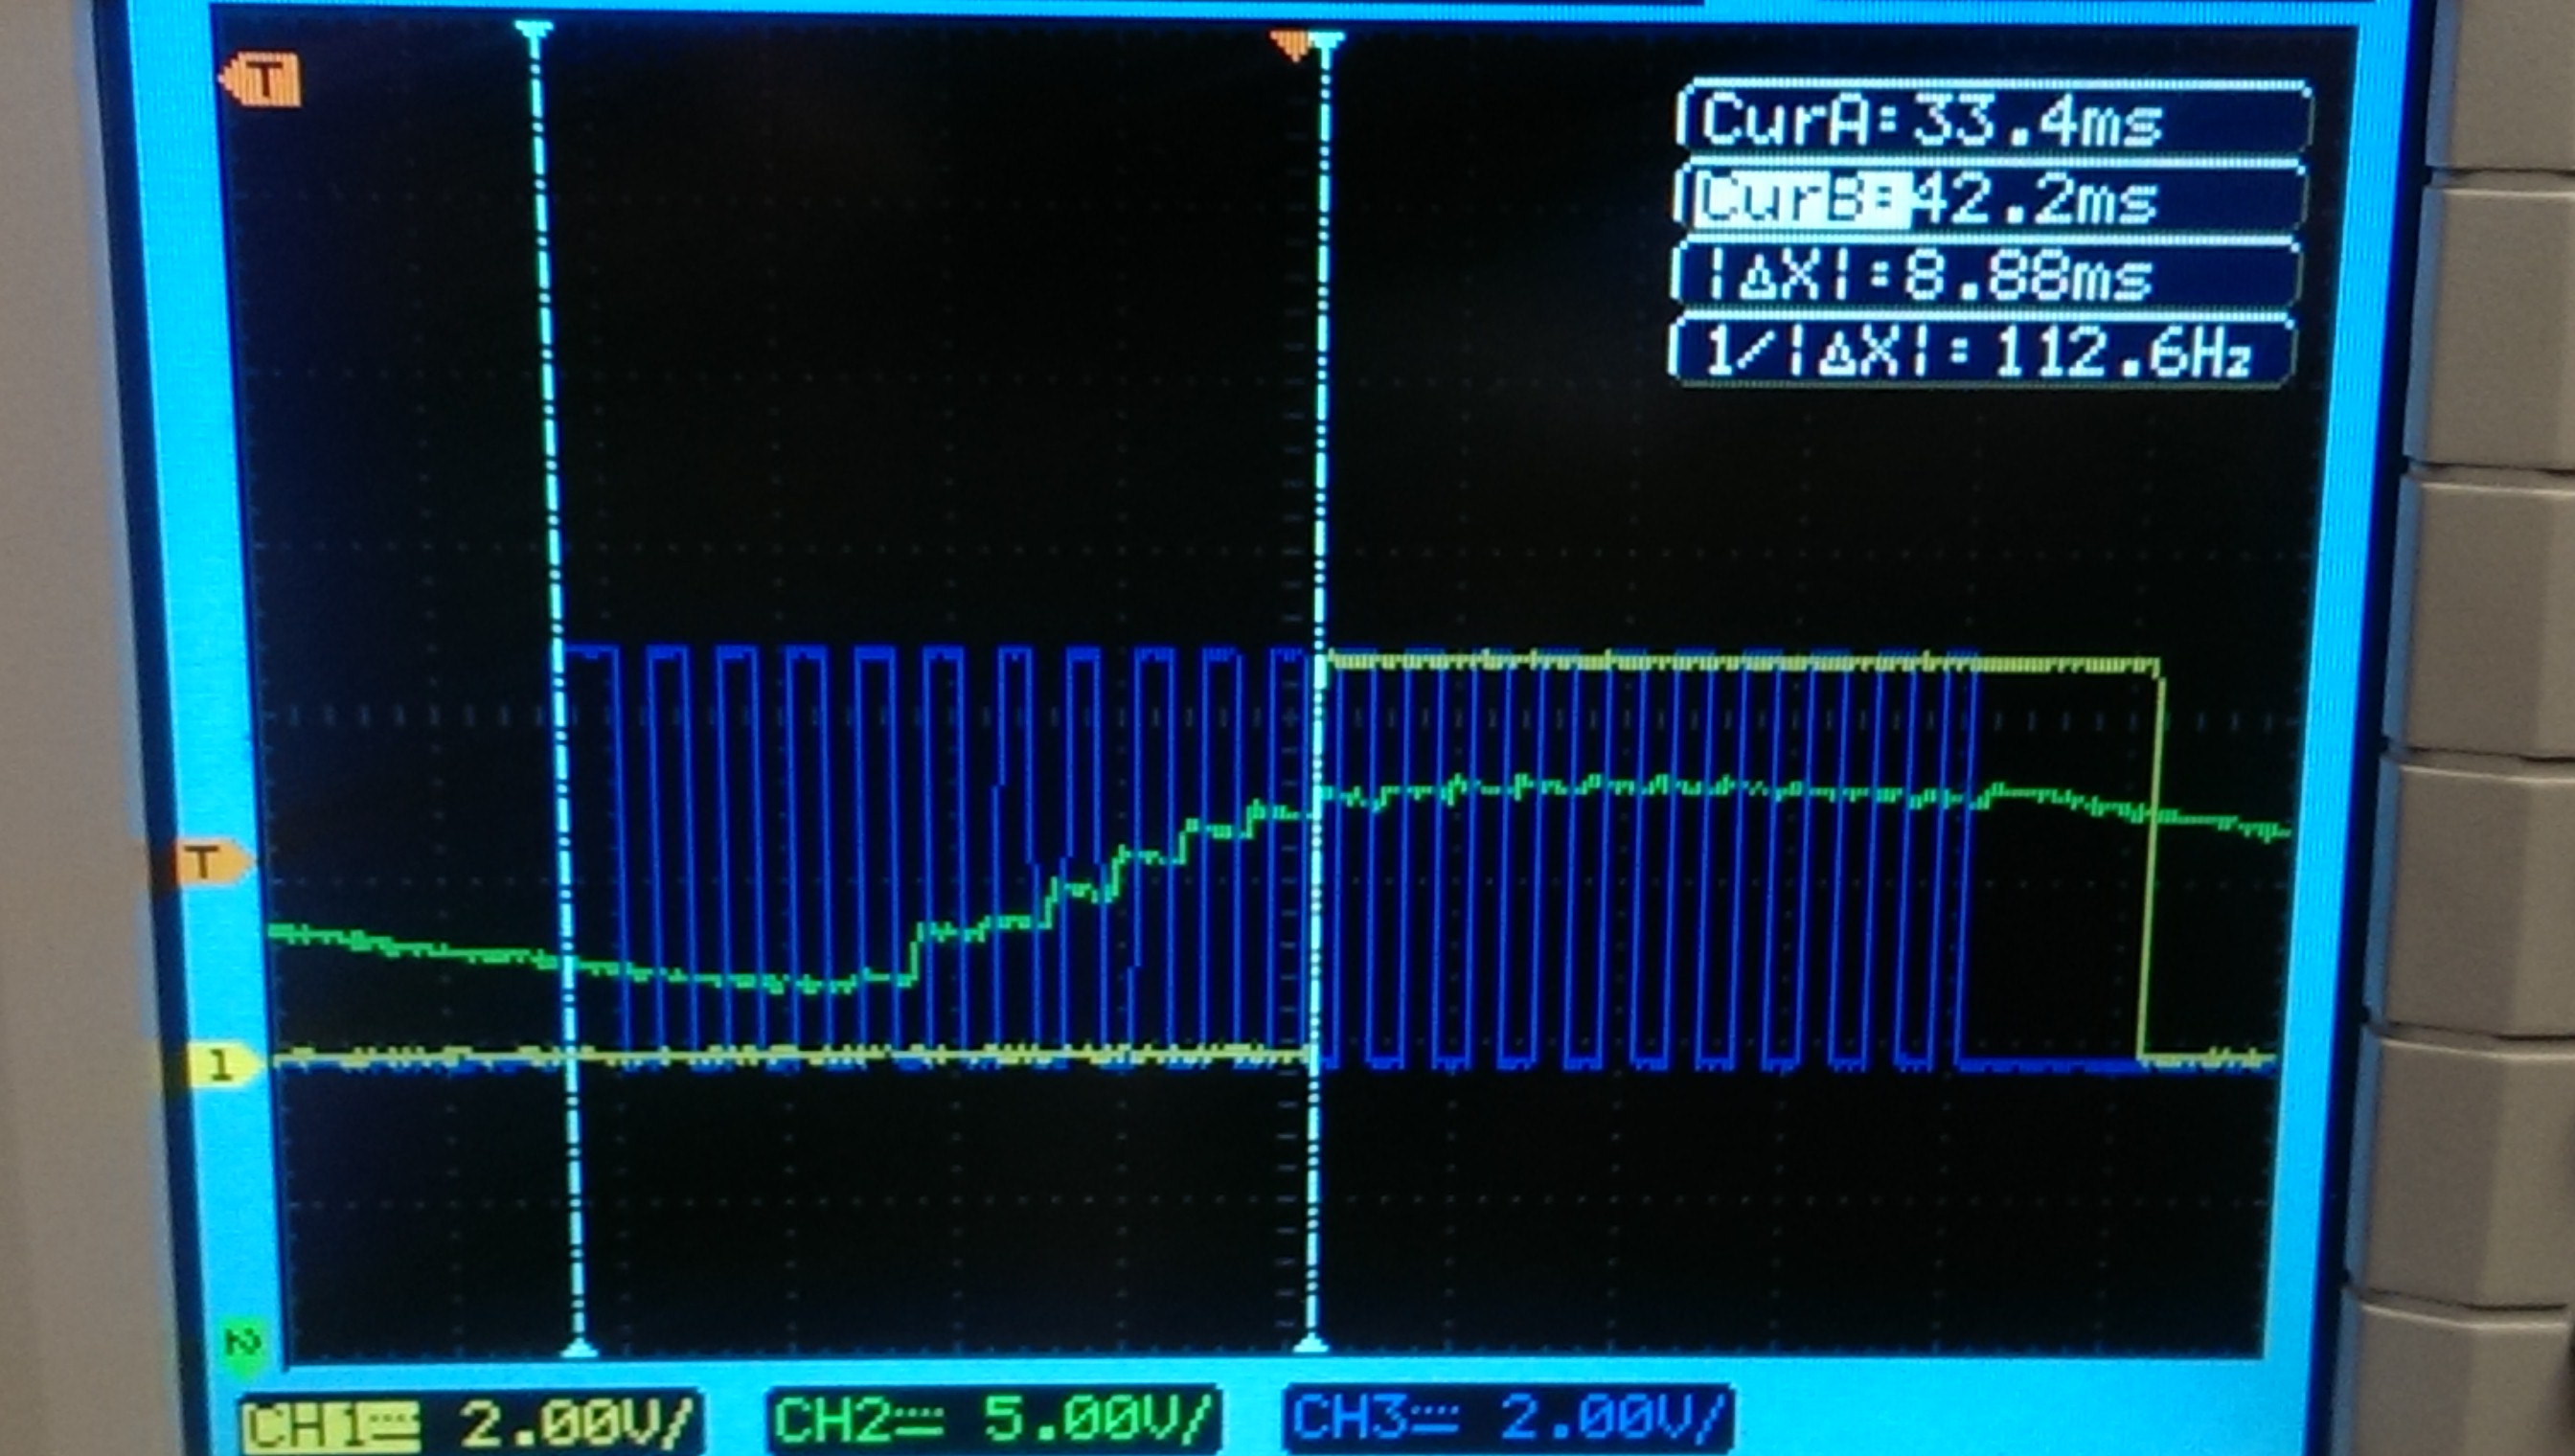 T
CurA:33.4ms
CurB:42.2ms
|ΔX|:8.88ms
1/|ΔX|:112.6Hz
T
1
2
CH1 2.00V/ CH2 5.00V/ CH3 2.00V/